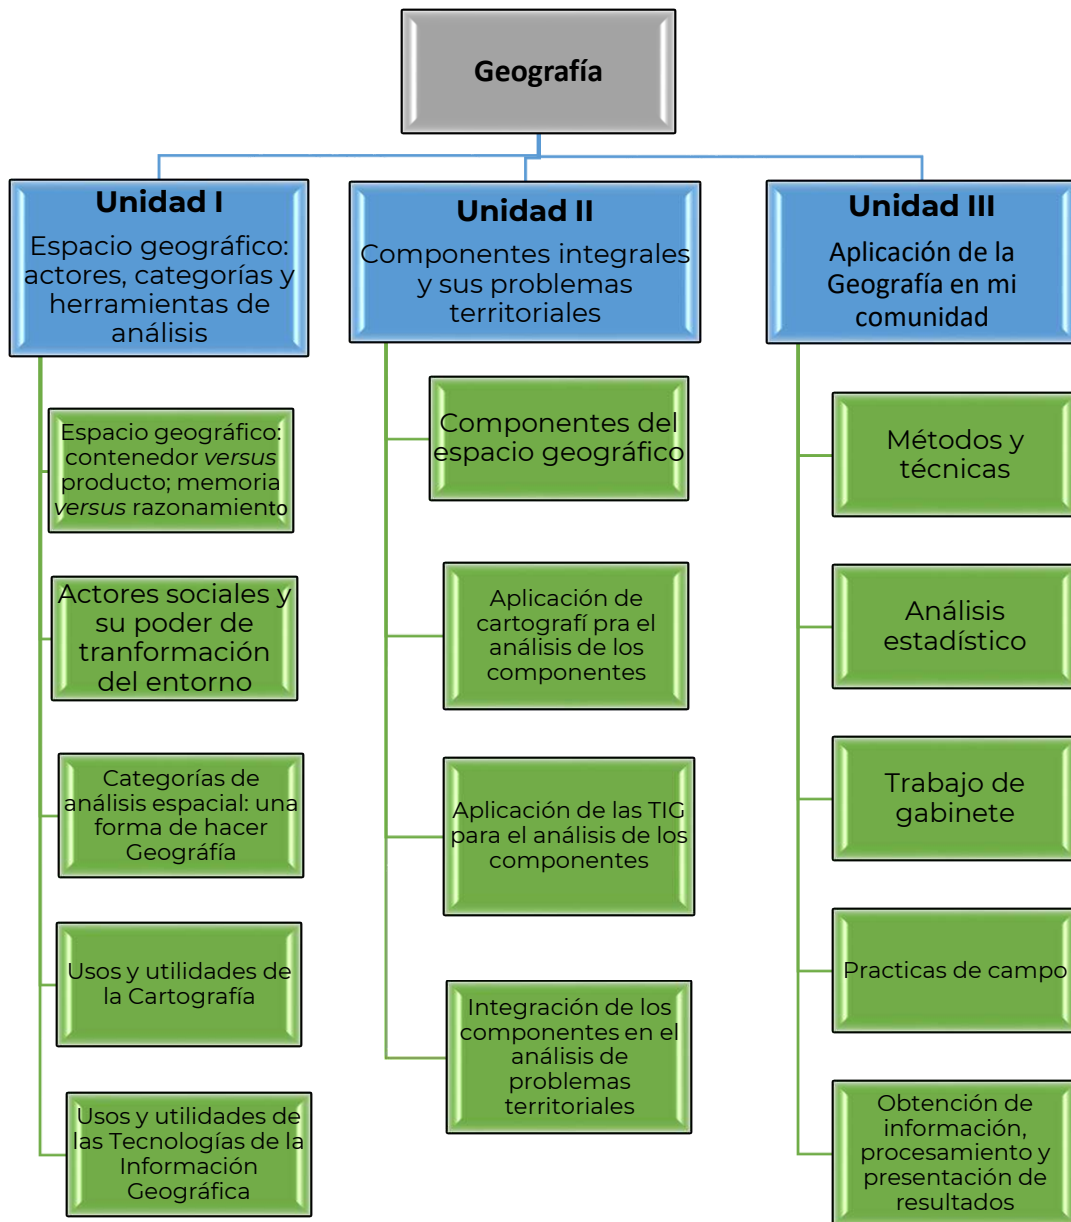 Geografía
Unidad I
Espacio geográfico:
actores, categorías y
herramientas de
análisis
Espacio geográfico:
contenedor versus
producto; memoria
versus razonamiento
Actores sociales y
su poder de
tranformación
del entorno
Categorías de
análisis espacial: una
forma de hacer
Geográfía
Usos y utilidades de
la Cartografía
Usos y utilidades de
las Tecnologías de la
Información
Geográfica
Unidad II
Componentes integrales
y sus problemas
territoriales
Componentes del
espacio geográfico
Aplicación de
cartografí pra el
análisis de los
componentes
Aplicación de las TIG
para el análisis de los
componentes
Integración de los
componentes en el
análisis de
problemas
territoriales
Unidad III
Aplicación de la
Geografía en mi
comunidad
Métodos y
técnicas
Análisis
estadístico
Trabajo de
gabinete
Practicas de campo
Obtención de
información,
procesamiento y
presentación de
resultados